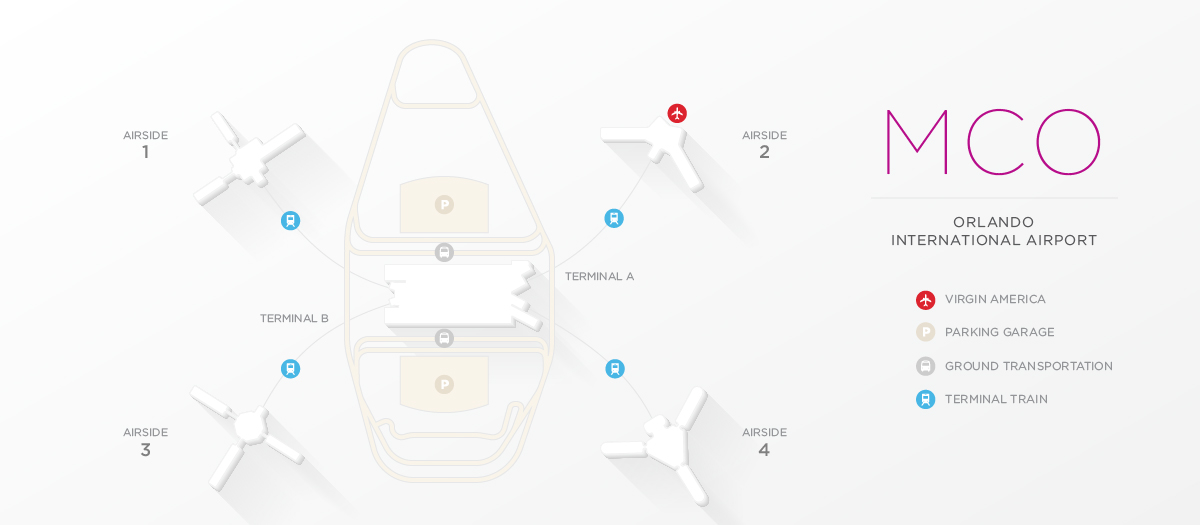 AIRSIDE
1
AIRSIDE
2
P
TERMINAL A
TERMINAL B
P
AIRSIDE
3
AIRSIDE
4
MCO
ORLANDO
INTERNATIONAL AIRPORT
VIRGIN AMERICA
P PARKING GARAGE
GROUND TRANSPORTATION
TERMINAL TRAIN